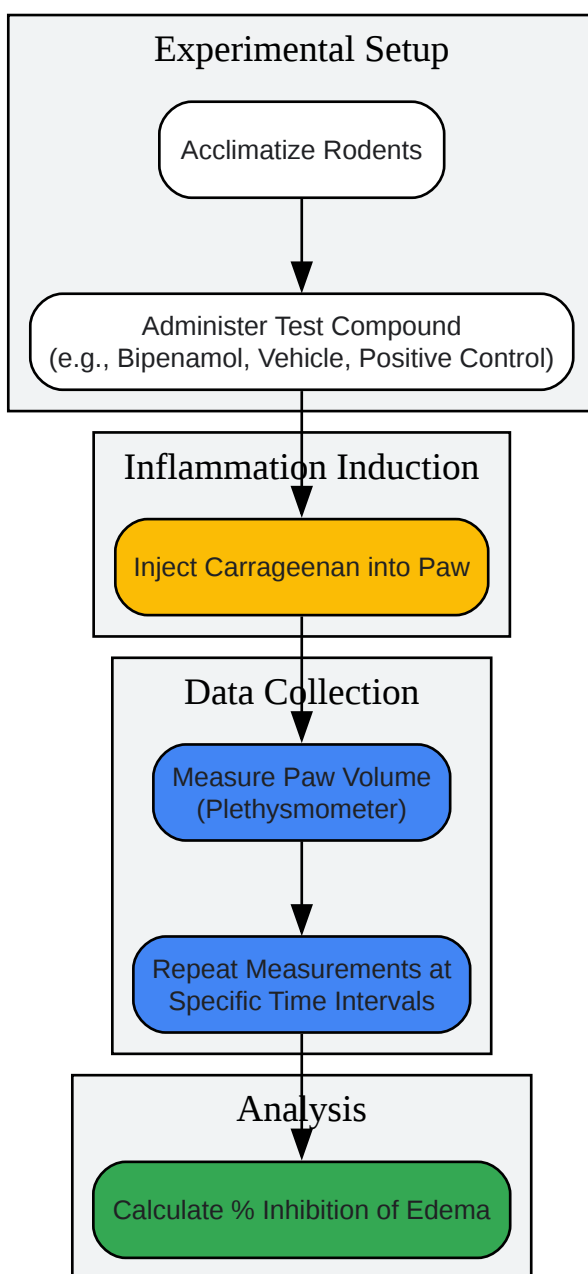 Experimental Setup
Acclimatize Rodents
Administer Test Compound
(e.g., Bipenamol, Vehicle, Positive Control)
Inflammation Induction
Inject Carrageenan into Paw
Data Collection
Measure Paw Volume
(Plethysmometer)
Repeat Measurements at
Specific Time Intervals
Analysis
Calculate % Inhibition of Edema